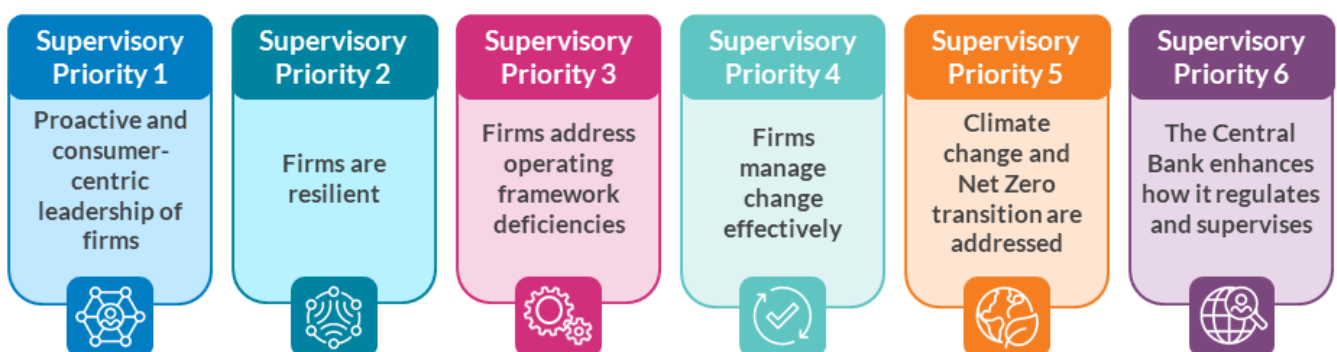 Supervisory
Priority 1
Proactive and
consumer-
centric
leadership of
firms
Supervisory
Priority 2
Firms are
resilient
Supervisory
Priority 3
Firms address
operating
framework
deficiencies
Supervisory
Priority 4
Firms
manage
change
effectively
Supervisory
Priority 5
Climate
change and
Net Zero
transition are
addressed
Supervisory
Priority 6
The Central
Bank enhances
how it regulates
and supervises